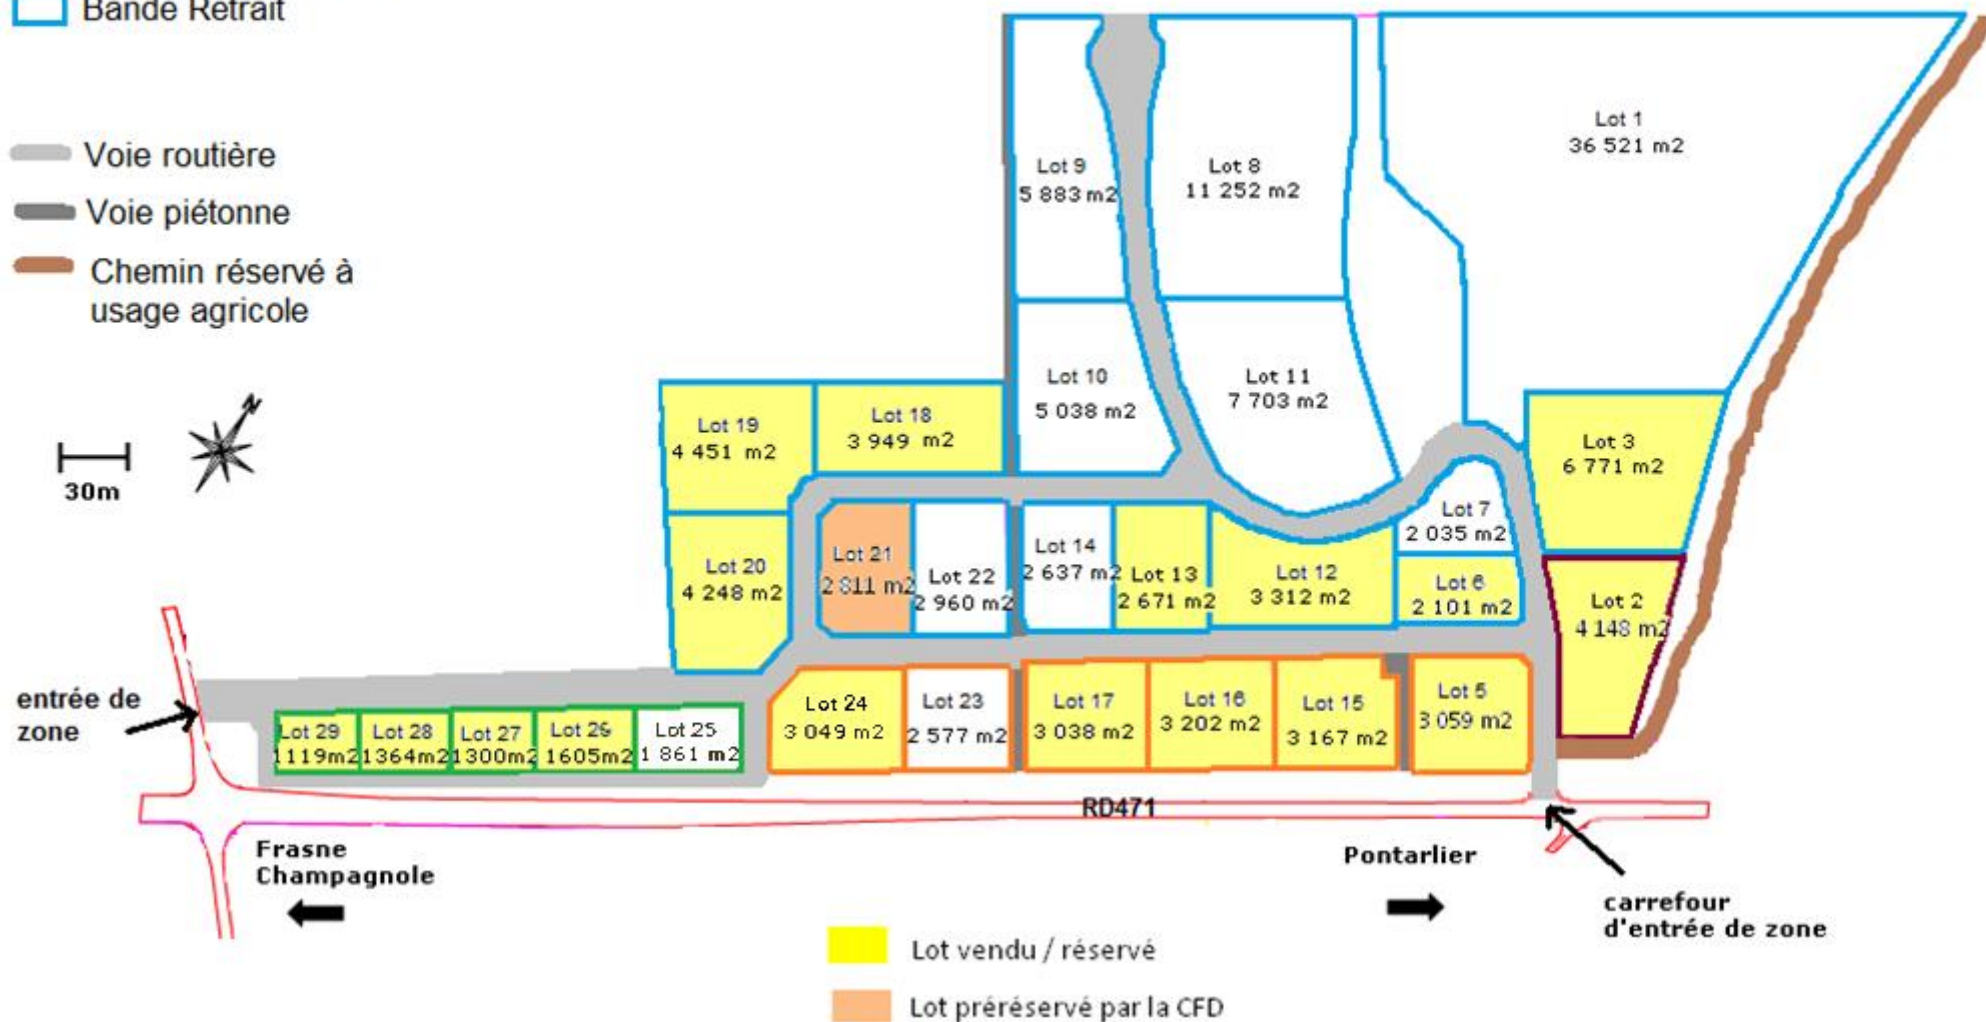 Bande Retrait
Voie routière
Voie piétonne
Chemin réservé à
usage agricole
30m
Lot 1
36 521 m2
Lot 9
5 883 m2
Lot 8
11 252 m2
Lot 10
5 038 m2
Lot 11
7 703 m2
Lot 19
4 451 m2
Lot 18
3 949 m2
Lot 3
6 771 m2
Lot 20
4 248 m2
Lot 21
2 811 m2
Lot 22
2 960 m2
Lot 14
2 637 m2
Lot 13
2 671 m2
Lot 12
3 312 m2
Lot 7
2 035 m2
Lot 6
2 101 m2
Lot 2
4 148 m2
entrée de
zone
Lot 29
1119m2
Lot 28
1364m2
Lot 27
1300m2
Lot 26
1605m2
Lot 25
1 861 m2
Lot 24
3 049 m2
Lot 23
2 577 m2
Lot 17
3 038 m2
Lot 16
3 202 m2
Lot 15
3 167 m2
Lot 5
3 059 m2
RD471
Frasne
Champagnole
Pontarlier
carrefour
d'entrée de zone
Lot vendu / réservé
Lot préréservé par la CFD